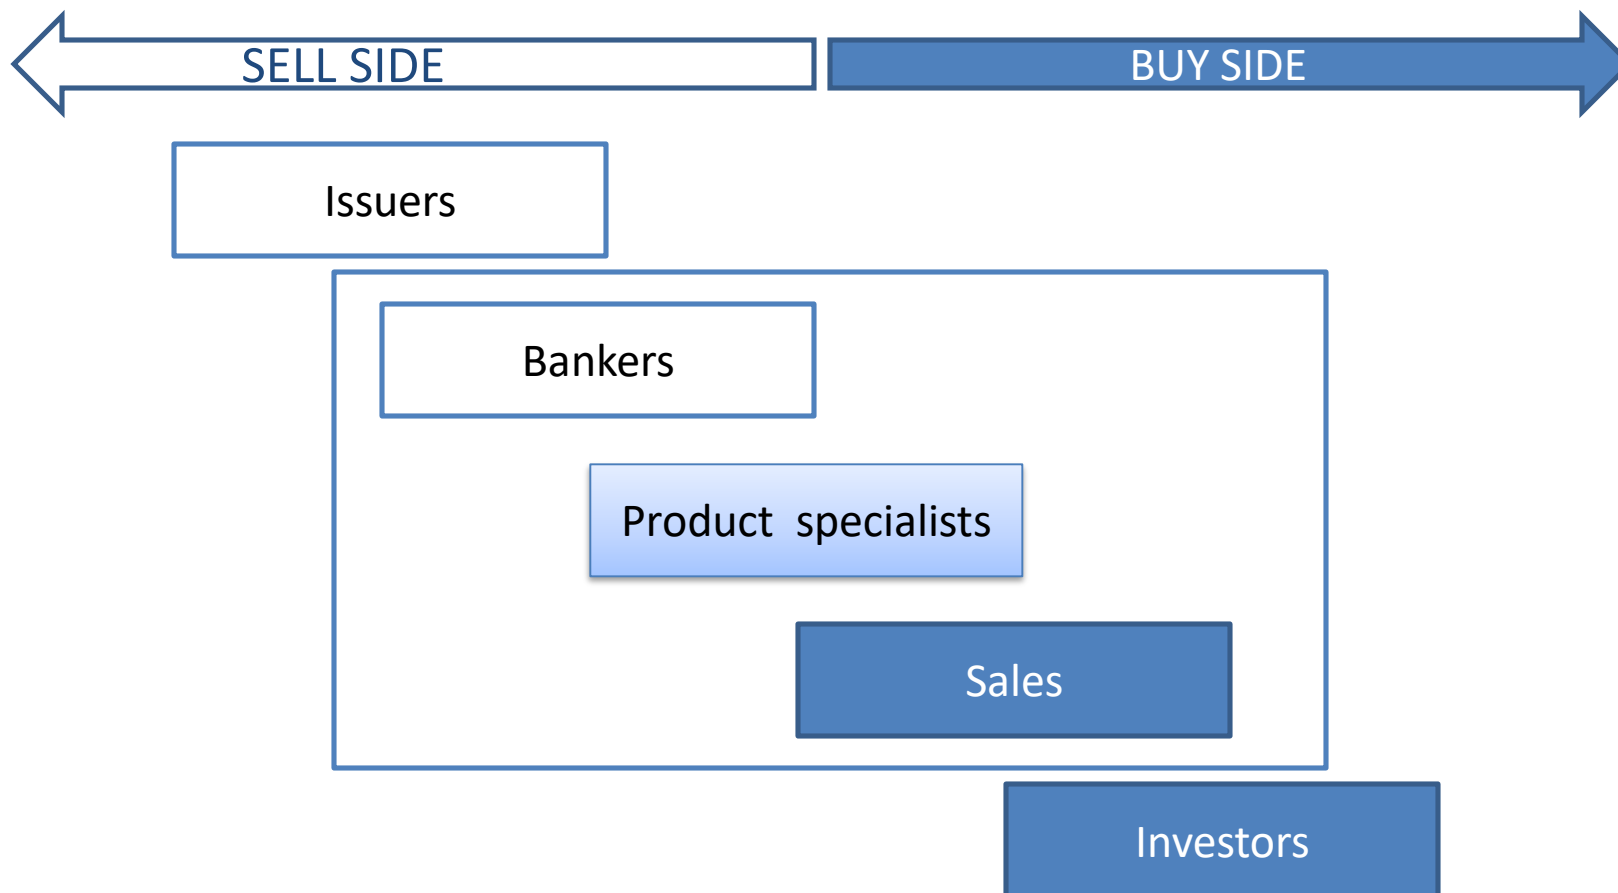 SELL SIDE
BUY SIDE
Issuers
Bankers
Product  specialists
Sales
Investors